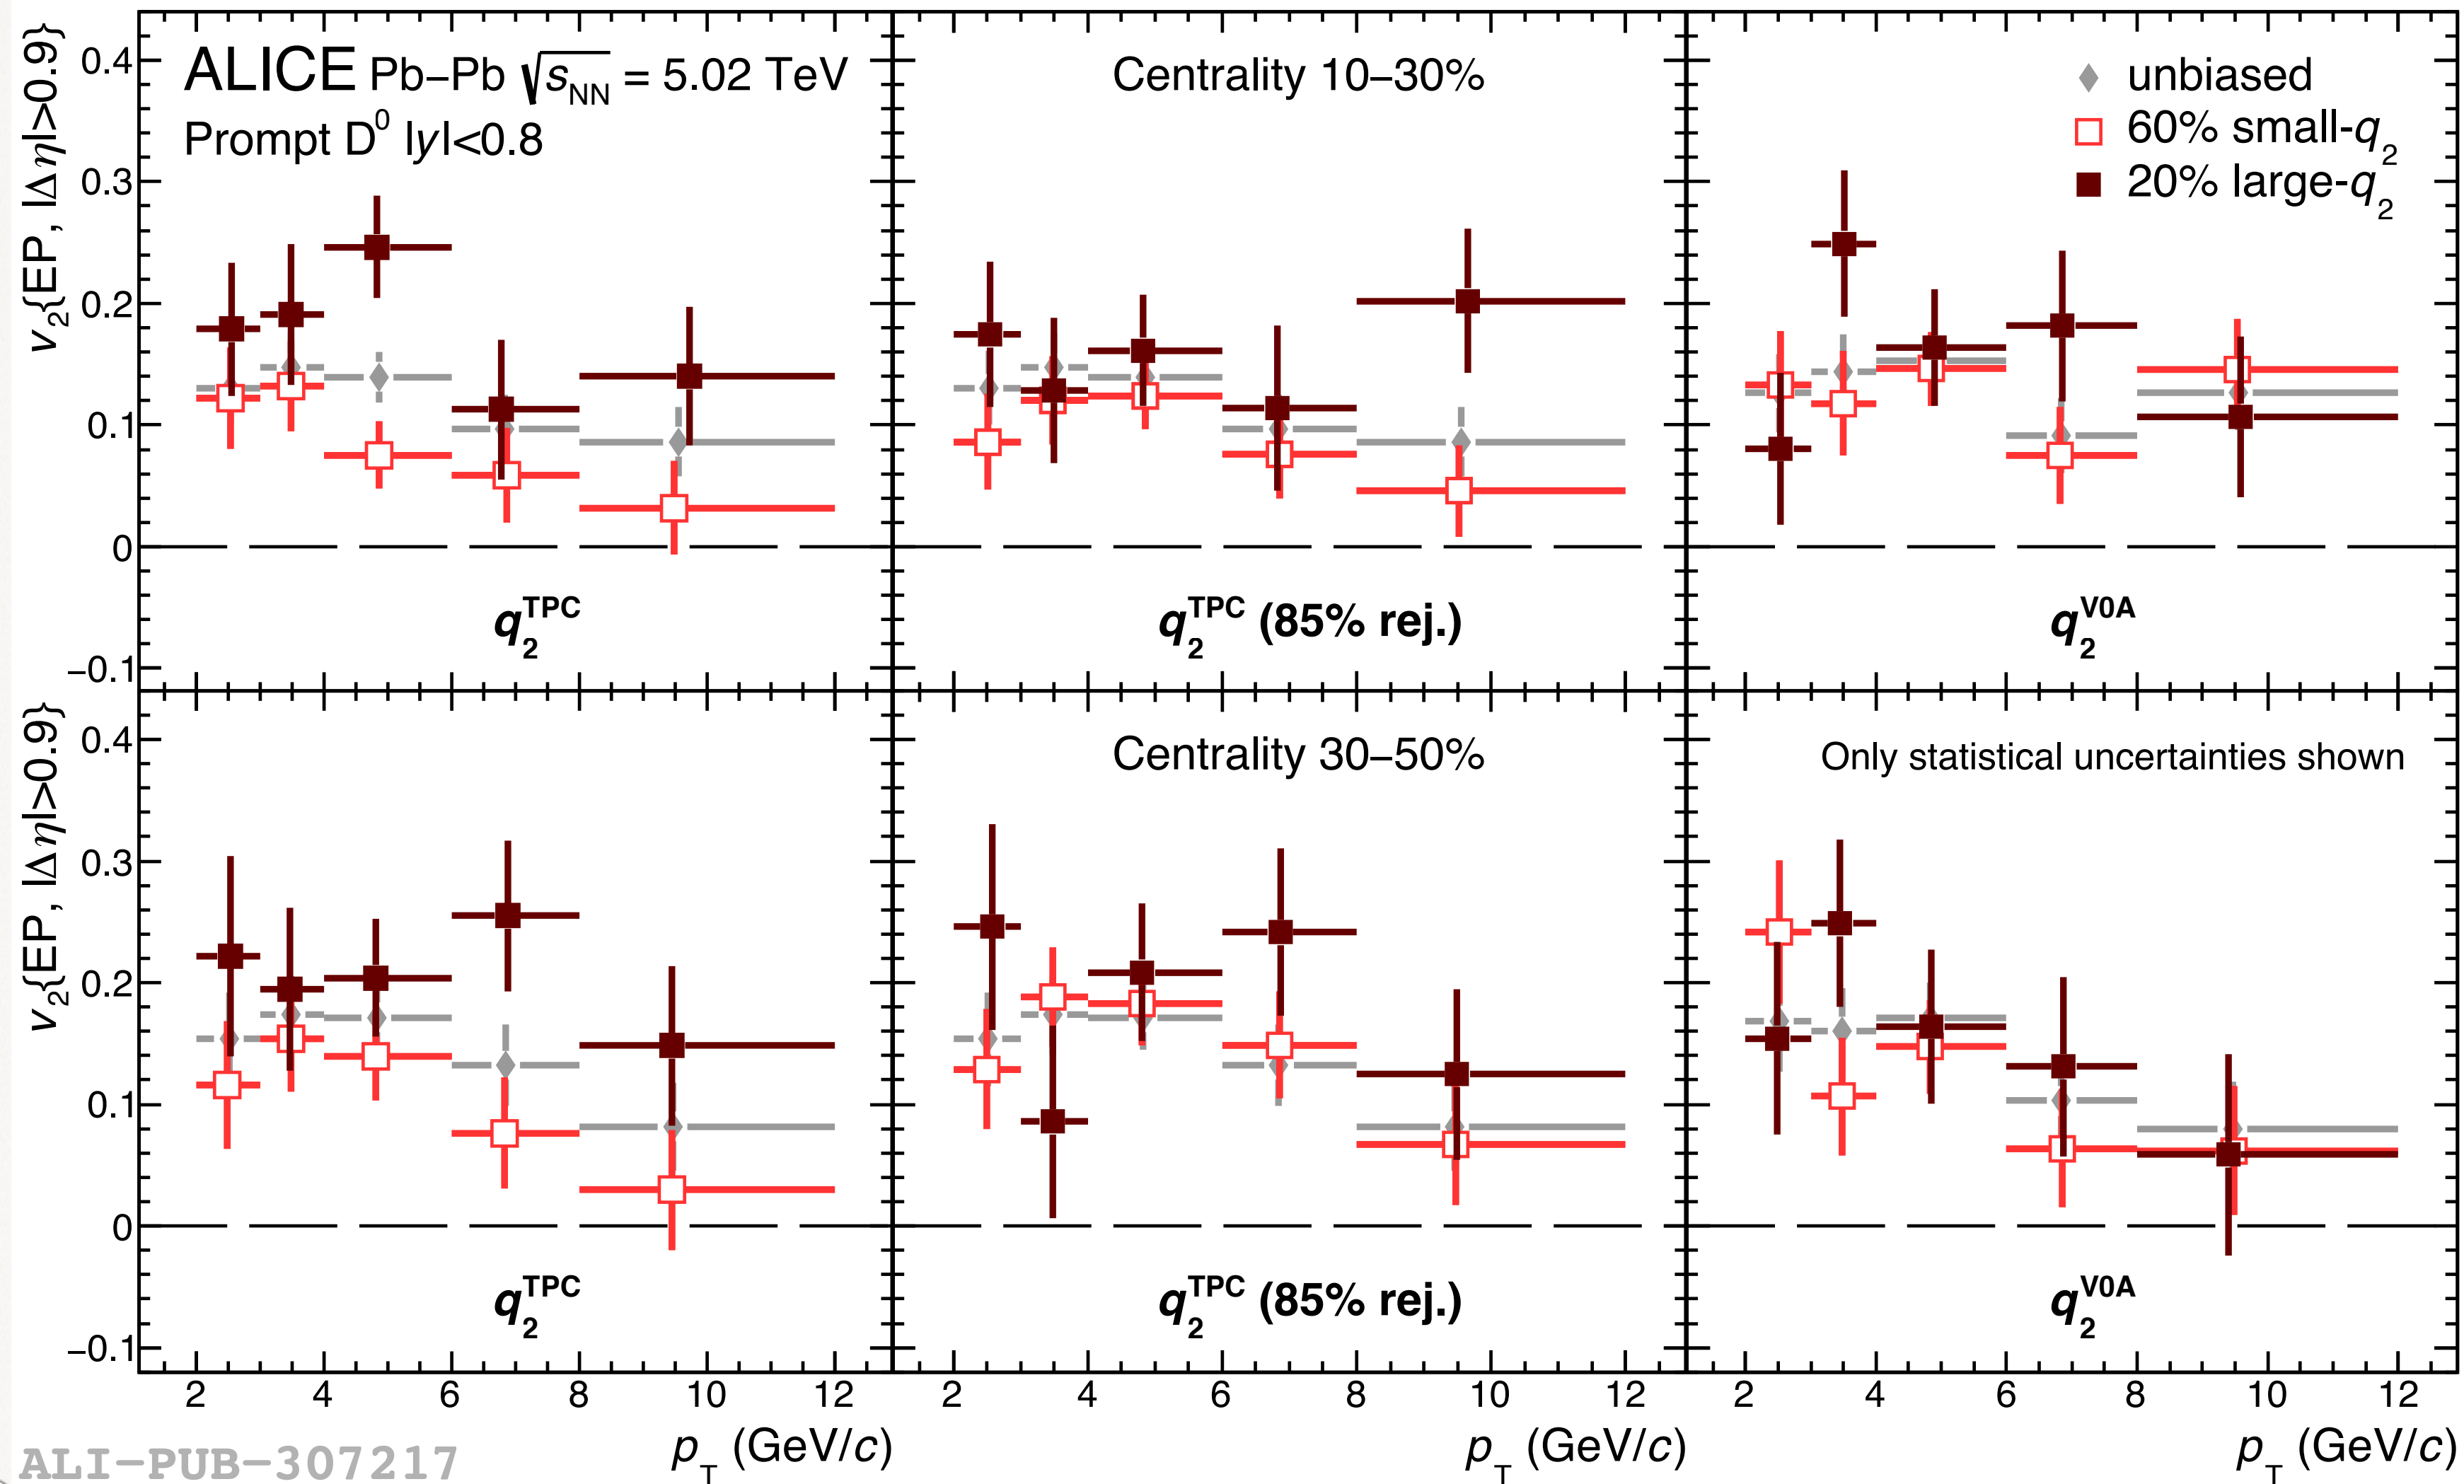 ALICE Pb–Pb √sNN = 5.02 TeV
Prompt D0 |y|<0.8
Centrality 10–30%
unbiased
60% small-q2
20% large-q2
v2{EP, |Δη|>0.9}
0.4
0.3
0.2
0.1
0
−0.1
q2TPC
q2TPC (85% rej.)
q2V0A
Centrality 30–50%
Only statistical uncertainties shown
v2{EP, |Δη|>0.9}
0.4
0.3
0.2
0.1
0
−0.1
q2TPC
q2TPC (85% rej.)
q2V0A
2 4 6 8 10 12
2 4 6 8 10 12
2 4 6 8 10 12
pT (GeV/c)
pT (GeV/c)
pT (GeV/c)
ALI-PUB-307217